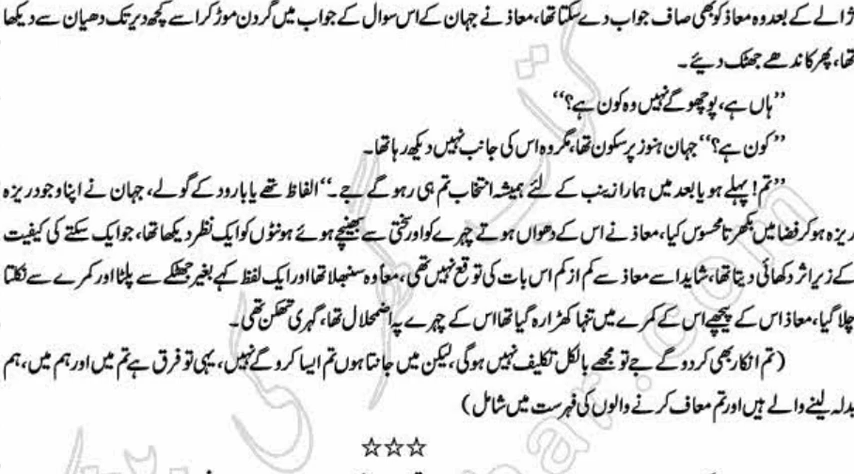 ژالے کے بعد وہ معاذ کو بھی صاف جواب دے سکتا تھا، معاذ نے جہان کے اس سوال کے جواب میں گردن موڑ کر اسے کچھ دیر تک دھیان سے دیکھا
تھا، پھر کاندھے جھٹک دیئے۔
’’ہاں ہے، پوچھو گے نہیں وہ کون ہے؟‘‘
’’کون ہے؟‘‘ جہان ہنوز پرسکون تھا، مگر وہ اس کی جانب نہیں دیکھ رہا تھا۔
’’تم! پہلے ہو یا بعد میں ہمارا زینب کے لئے ہمیشہ انتخاب تم ہی رہو گے جے۔‘‘ الفاظ تھے یا بارود کے گولے، جہان نے اپنا وجود ریزہ
ریزہ ہو کر فضا میں بکھرتا محسوس کیا، معاذ نے اس کے دھواں ہوتے چہرے کو اور سختی سے بھینچے ہوئے ہونٹوں کو ایک نظر دیکھا تھا، جو ایک سکتے کی کیفیت
کے زیر اثر دکھائی دیتا تھا، شاید اسے معاذ سے کم از کم اس بات کی توقع نہیں تھی، معاً وہ سنبھلا تھا اور ایک لفظ کہے بغیر جھٹکے سے پلٹا اور کمرے سے نکلتا
چلا گیا، معاذ اس کے پیچھے اس کے کمرے میں تنہا کھڑا رہ گیا تھا اس کے چہرے پہ اضمحلال تھا، گہری تھکن تھی۔
(تم انکار بھی کر دو گے جے تو مجھے بالکل تکلیف نہیں ہوگی، لیکن میں جانتا ہوں تم ایسا کرو گے نہیں، یہی تو فرق ہے تم میں اور ہم میں، ہم
بدلہ لینے والے ہیں اور تم معاف کرنے والوں کی فہرست میں شامل)
☆☆☆